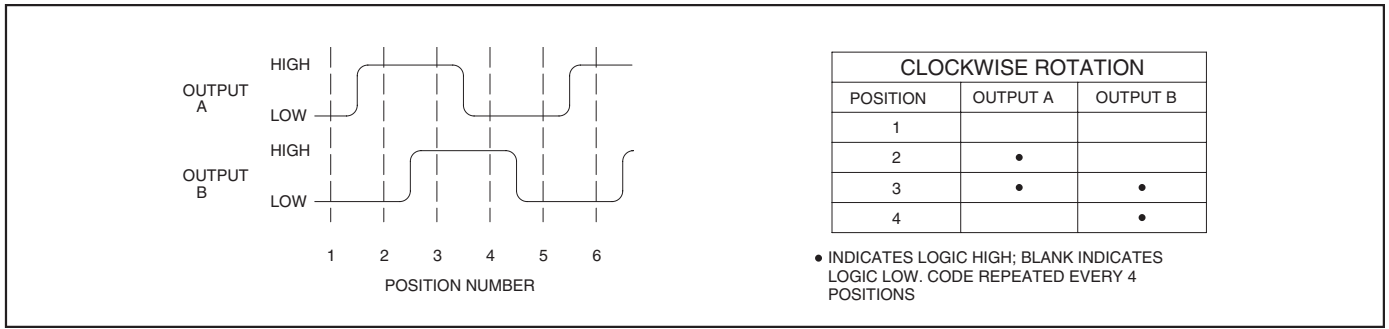 HIGH
OUTPUT
A
LOW
HIGH
OUTPUT
B
LOW
1 2 3 4 5 6
POSITION NUMBER
CLOCKWISE ROTATION
POSITION OUTPUT A OUTPUT B
1
2 •
3 • •
4 •
• INDICATES LOGIC HIGH; BLANK INDICATES
LOGIC LOW. CODE REPEATED EVERY 4
POSITIONS